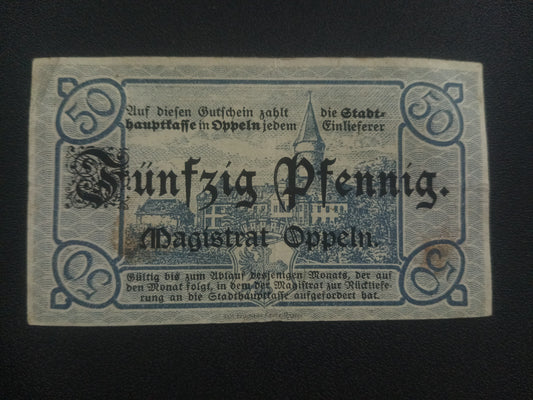 50 50
Auf diesen Gutschein zahlt die Stadt-
hauptkasse in Oppeln jedem Einlieferer
Fünfzig Pfennig.
Magistrat Oppeln.
Gültig bis zum Ablauf desjenigen Monats, der auf
den Monat folgt, in dem der Magistrat zur Rückliefe-
rung an die Stadthauptkasse aufgefordert hat.
50 50